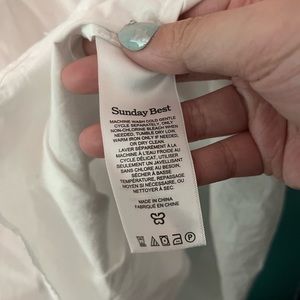 Sunday Best
MACHINE WASH COLD GENTLE
CYCLE SEPARATELY, ONLY
NON-CHLORINE BLEACH WHEN
NEEDED, TUMBLE DRY LOW,
WARM IRON ONLY IF NEEDED,
OR DRY CLEAN.
LAVER SÉPARÉMENT À LA
MACHINE À L'EAU FROIDE AU
CYCLE DÉLICAT, UTILISER
SEULEMENT UN JAVELLISANT
SANS CHLORE AU BESOIN,
SÉCHER À BASSE
TEMPÉRATURE, REPASSAGE
MOYEN SI NÉCESSAIRE, OU
NETTOYER À SEC.
MADE IN CHINA
FABRIQUÉ EN CHINE